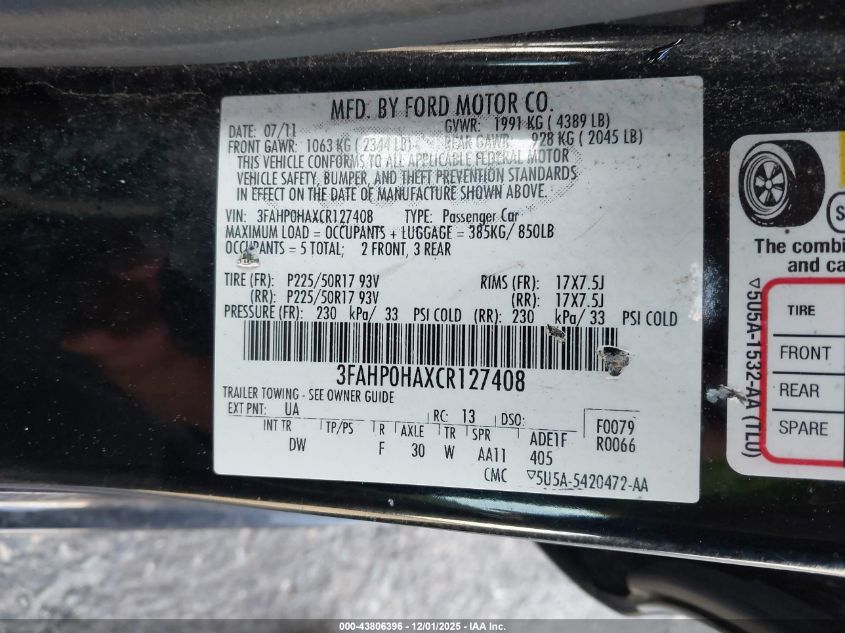 MFD. BY FORD MOTOR CO.
DATE: 07/11 GVWR: 1991 KG ( 4389 LB)
FRONT GAWR: 1063 KG ( 2344 LB) REAR GAWR: 928 KG ( 2045 LB)
THIS VEHICLE CONFORMS TO ALL APPLICABLE FEDERAL MOTOR
VEHICLE SAFETY, BUMPER, AND THEFT PREVENTION STANDARDS
IN EFFECT ON THE DATE OF MANUFACTURE SHOWN ABOVE.
VIN: 3FAHP0HAXCR127408 TYPE: Passenger Car
MAXIMUM LOAD = OCCUPANTS + LUGGAGE = 385KG/ 850LB
OCCUPANTS = 5 TOTAL; 2 FRONT, 3 REAR
TIRE (FR): P225/50R17 93V RIMS (FR): 17X7.5J
(RR): P225/50R17 93V (RR): 17X7.5J
PRESSURE (FR): 230 kPa/ 33 PSI COLD (RR): 230 kPa/ 33 PSI COLD
3FAHP0HAXCR127408
TRAILER TOWING - SEE OWNER GUIDE
EXT PNT: UA RC: 13 DSO: F0079
INT TR TP/PS R AXLE TR SPR ADE1F R0066
DW F 30 W AA11 405
CMC ▽5U5A-5420472-AA
The combi
and ca
▽5U5A-1532-AA (TL0)
TIRE
FRONT
REAR
SPARE
000-43806396 - 12/01/2025 - IAA Inc.